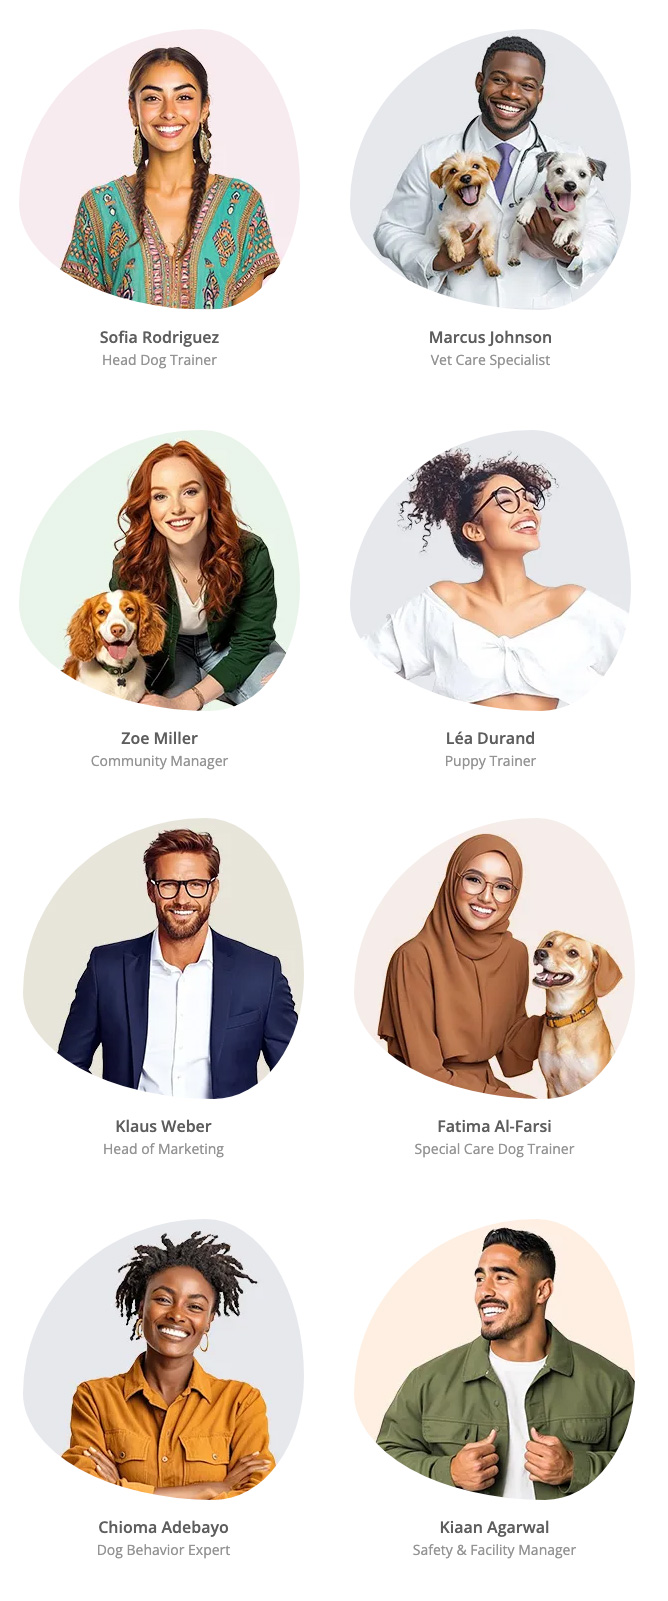 Sofia Rodriguez
Head Dog Trainer
Marcus Johnson
Vet Care Specialist
Zoe Miller
Community Manager
Léa Durand
Puppy Trainer
Klaus Weber
Head of Marketing
Fatima Al-Farsi
Special Care Dog Trainer
Chioma Adebayo
Dog Behavior Expert
Kiaan Agarwal
Safety & Facility Manager